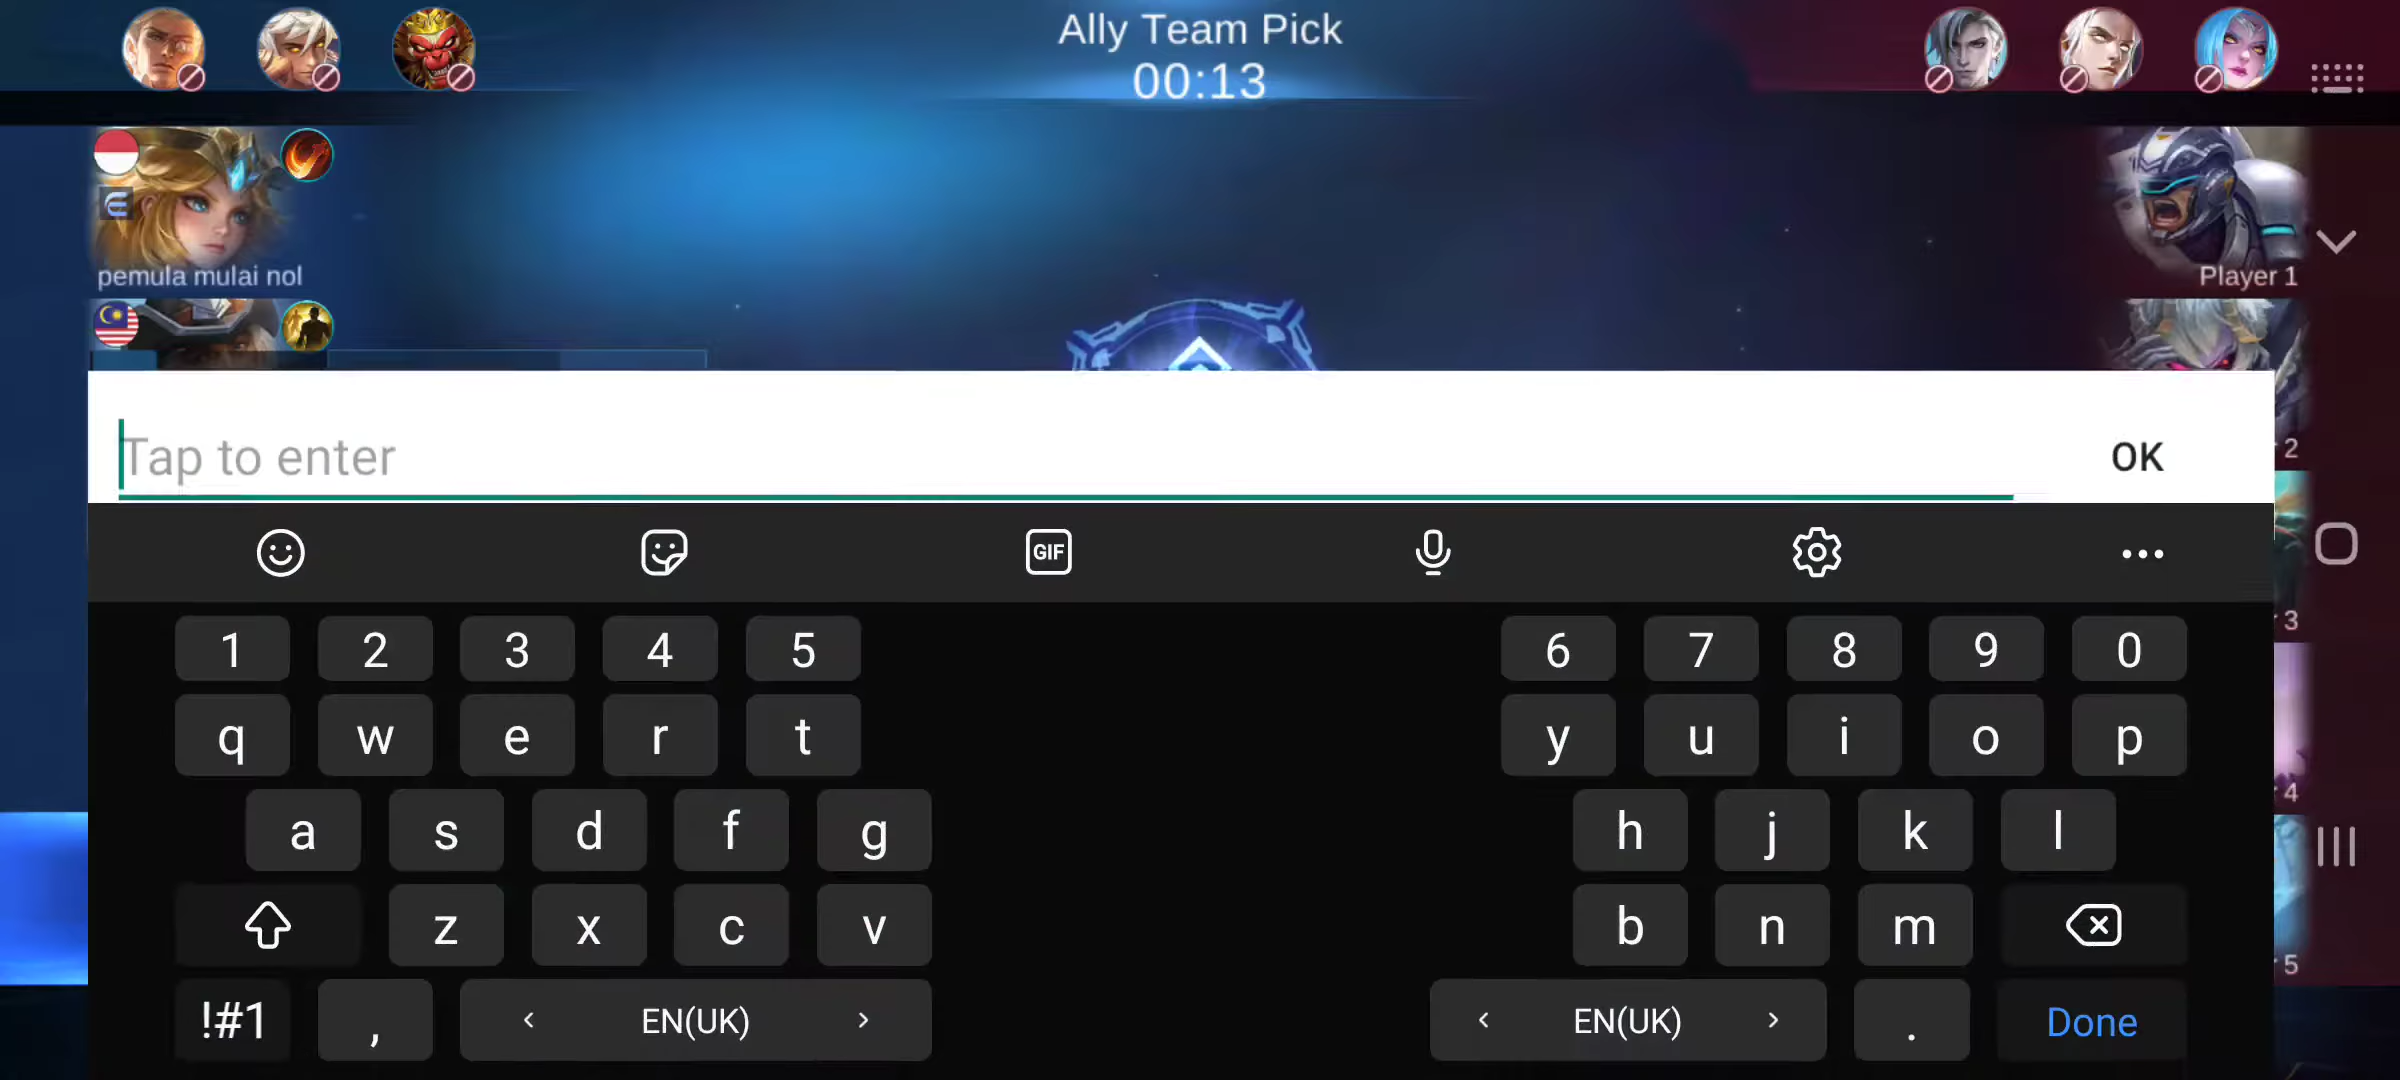 Ally Team Pick
00:13
pemula mulai nol
Player 1
2
3
4
5
Tap to enter
OK
GIF
1 2 3 4 5 6 7 8 9 0
q w e r t y u i o p
a s d f g h j k l
z x c v b n m
!#1 , < EN(UK) > < EN(UK) > . Done